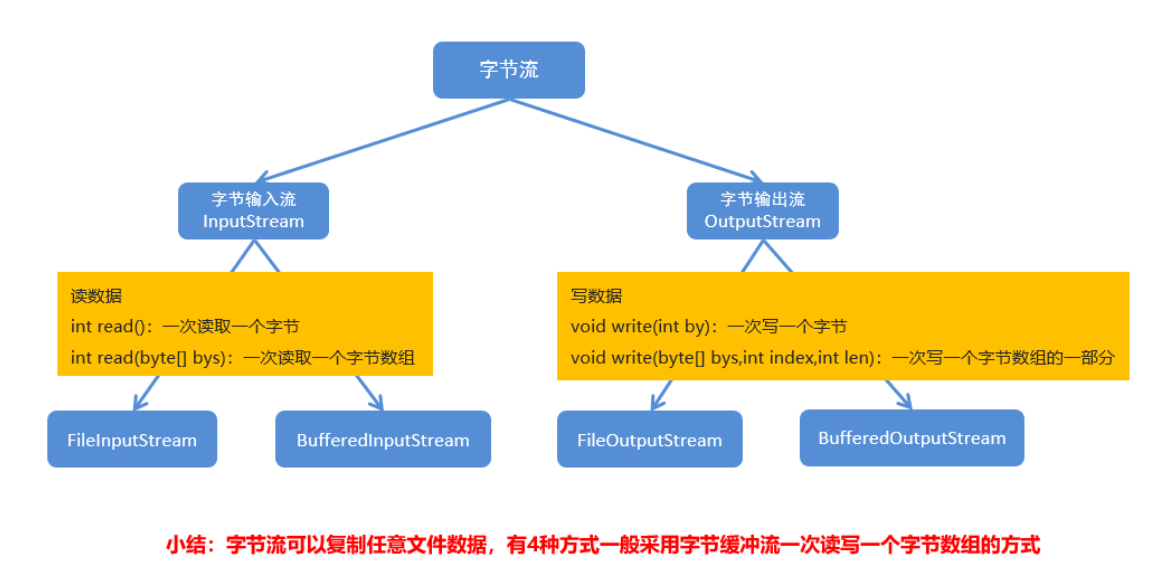 字节流
字节输入流
InputStream
字节输出流
OutputStream
读数据
int read()：一次读取一个字节
int read(byte[] bys)：一次读取一个字节数组
写数据
void write(int by)：一次写一个字节
void write(byte[] bys,int index,int len)：一次写一个字节数组的一部分
FileInputStream
BufferedInputStream
FileOutputStream
BufferedOutputStream
小结：字节流可以复制任意文件数据，有4种方式一般采用字节缓冲流一次读写一个字节数组的方式